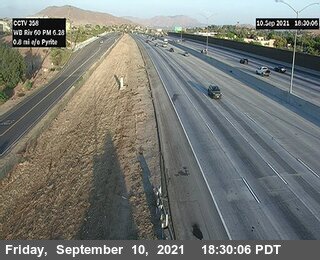 CCTV 358
WB Riv 60 PM 6.28
0.8 mi e/o Pyrite
10 Sep 2021 18:30:06
Friday, September 10, 2021 18:30:06 PDT